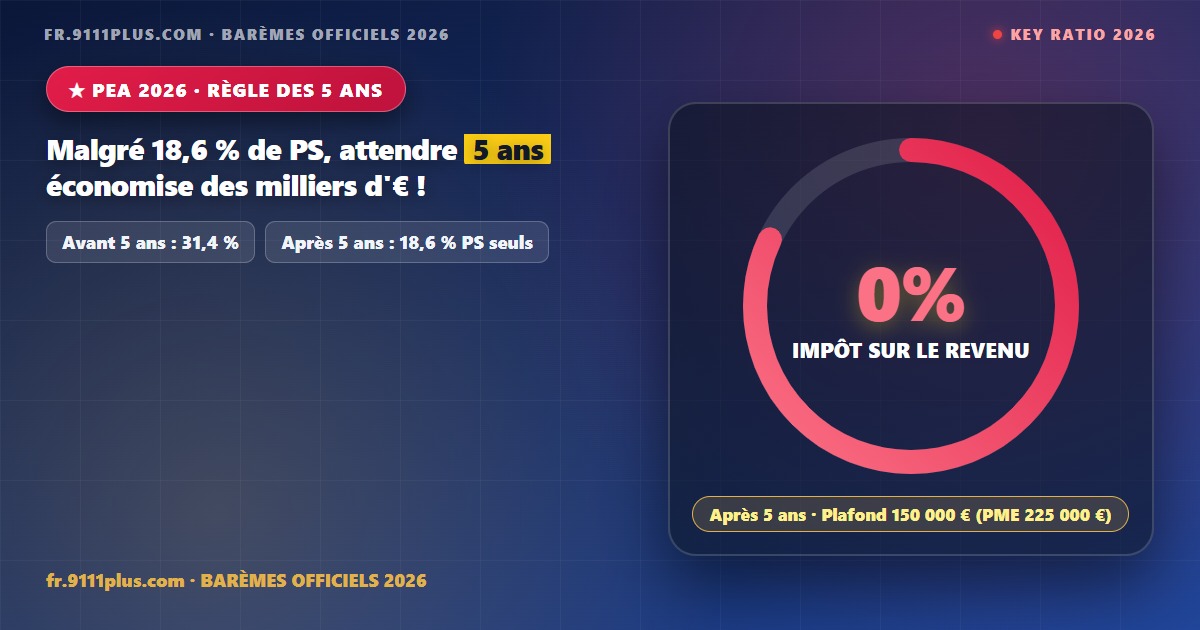 FR.9111PLUS.COM · BARÈMES OFFICIELS 2026
KEY RATIO 2026
★ PEA 2026 · RÈGLE DES 5 ANS
Malgré 18,6 % de PS, attendre 5 ans
économise des milliers d'€ !
Avant 5 ans : 31,4 %
Après 5 ans : 18,6 % PS seuls
0%
IMPÔT SUR LE REVENU
Après 5 ans · Plafond 150 000 € (PME 225 000 €)
fr.9111plus.com · BARÈMES OFFICIELS 2026